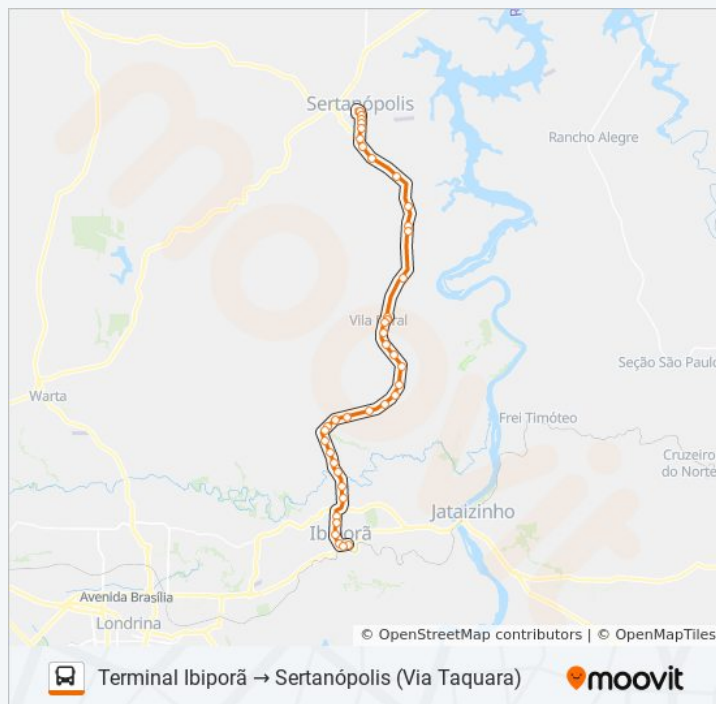 Sertanópolis
Rancho Alegre
Vila Rural
Seção São Paulo
Warta
Frei Timóteo
Cruzeiro
do Norte
Jataizinho
Ibiporã
Avenida Brasília
Londrina
© OpenStreetMap contributors | © OpenMapTiles
Terminal Ibiporã → Sertanópolis (Via Taquara)
moovit